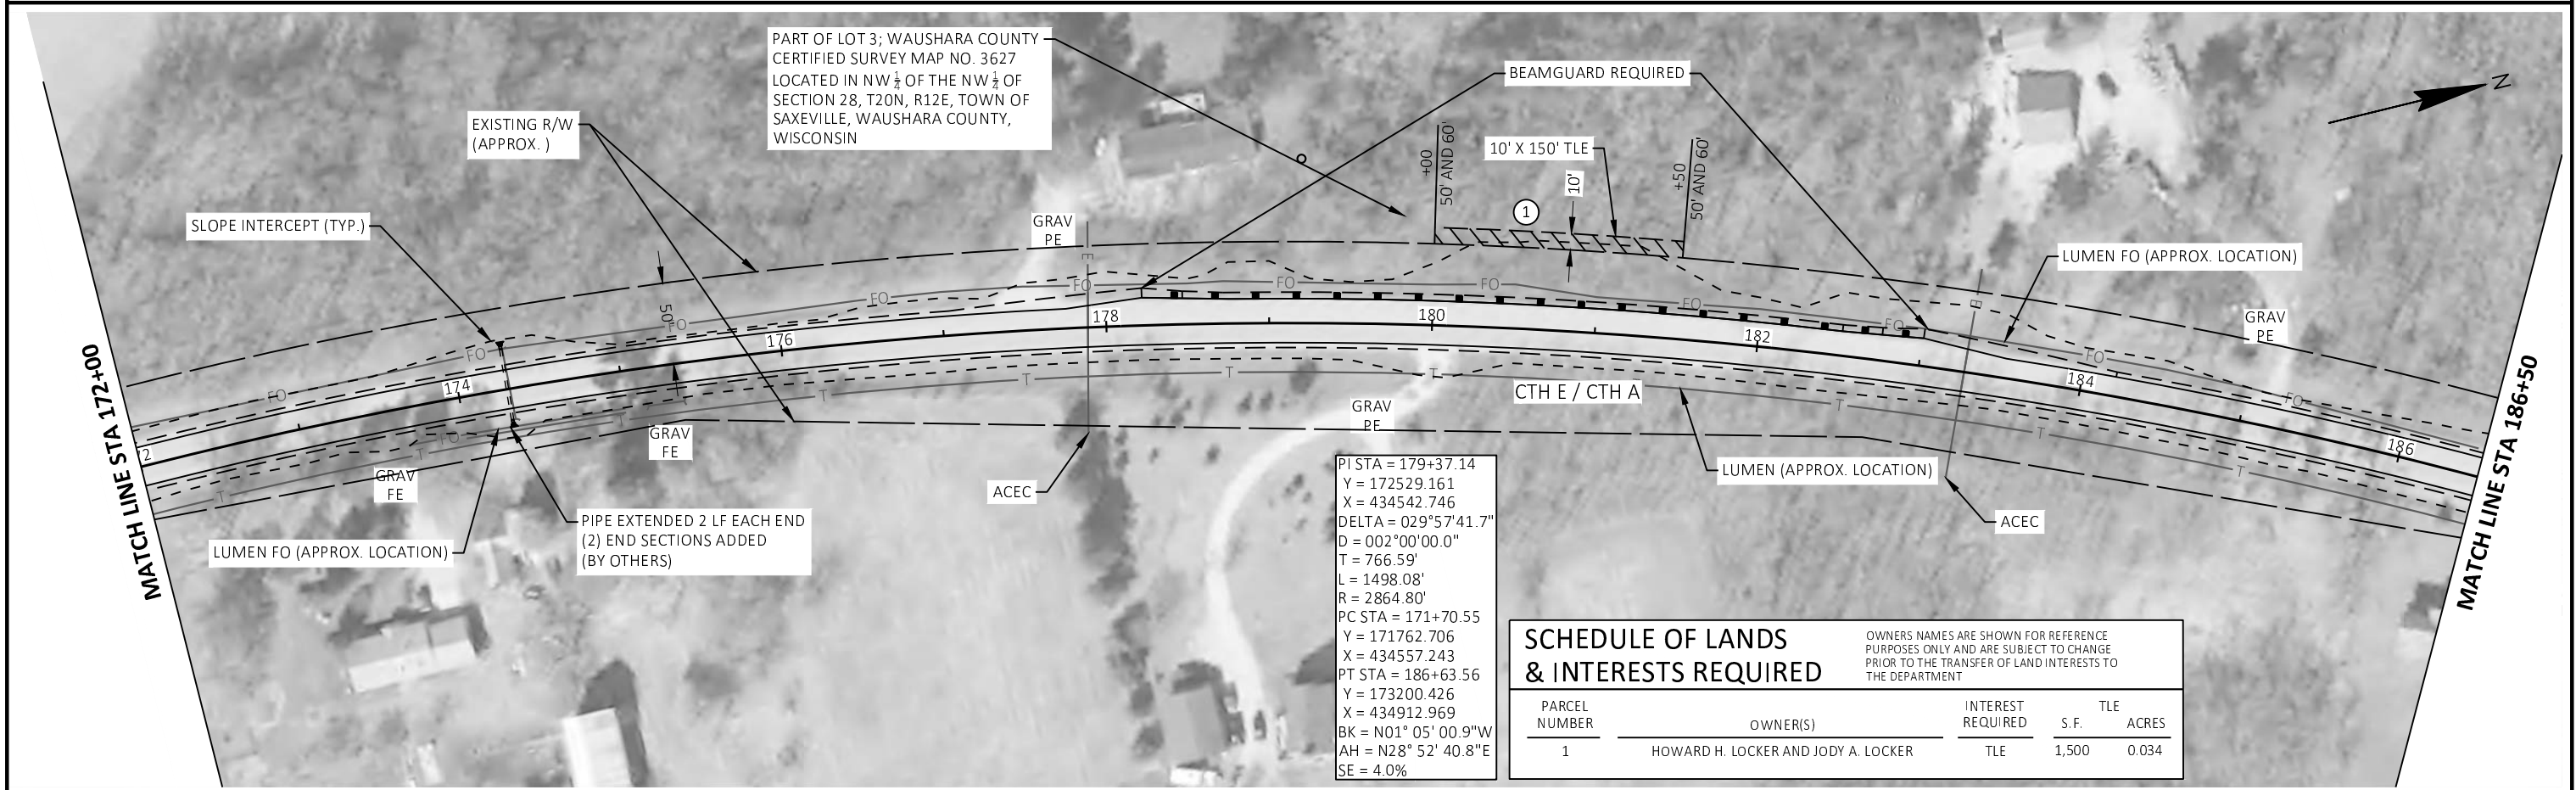 PART OF LOT 3; WAUSHARA COUNTY
CERTIFIED SURVEY MAP NO. 3627
LOCATED IN NW 1/4 OF THE NW 1/4 OF
SECTION 28, T20N, R12E, TOWN OF
SAXEVILLE, WAUSHARA COUNTY,
WISCONSIN
BEAMGUARD REQUIRED
N
EXISTING R/W
(APPROX. )
10' X 150' TLE
+00
50' AND 60'
+50
50' AND 60'
10'
1
SLOPE INTERCEPT (TYP.)
GRAV
PE
E
LUMEN FO (APPROX. LOCATION)
50'
FO
FO
FO
FO
FO
FO
FO
FO
FO
FO
FO
FO
E
GRAV
PE
174
176
178
180
182
184
186
MATCH LINE STA 172+00
MATCH LINE STA 186+50
T
T
T
T
T
T
T
T
T
T
T
CTH E / CTH A
GRAV
PE
GRAV
FE
GRAV
FE
LUMEN (APPROX. LOCATION)
ACEC
ACEC
LUMEN FO (APPROX. LOCATION)
PIPE EXTENDED 2 LF EACH END
(2) END SECTIONS ADDED
(BY OTHERS)
PI STA = 179+37.14
Y = 172529.161
X = 434542.746
DELTA = 029°57'41.7"
D = 002°00'00.0"
T = 766.59'
L = 1498.08'
R = 2864.80'
PC STA = 171+70.55
Y = 171762.706
X = 434557.243
PT STA = 186+63.56
Y = 173200.426
X = 434912.969
BK = N01° 05' 00.9"W
AH = N28° 52' 40.8"E
SE = 4.0%
SCHEDULE OF LANDS
& INTERESTS REQUIRED
OWNERS NAMES ARE SHOWN FOR REFERENCE
PURPOSES ONLY AND ARE SUBJECT TO CHANGE
PRIOR TO THE TRANSFER OF LAND INTERESTS TO
THE DEPARTMENT
PARCEL NUMBER OWNER(S) INTEREST REQUIRED TLE S.F. ACRES
1 HOWARD H. LOCKER AND JODY A. LOCKER TLE 1,500 0.034